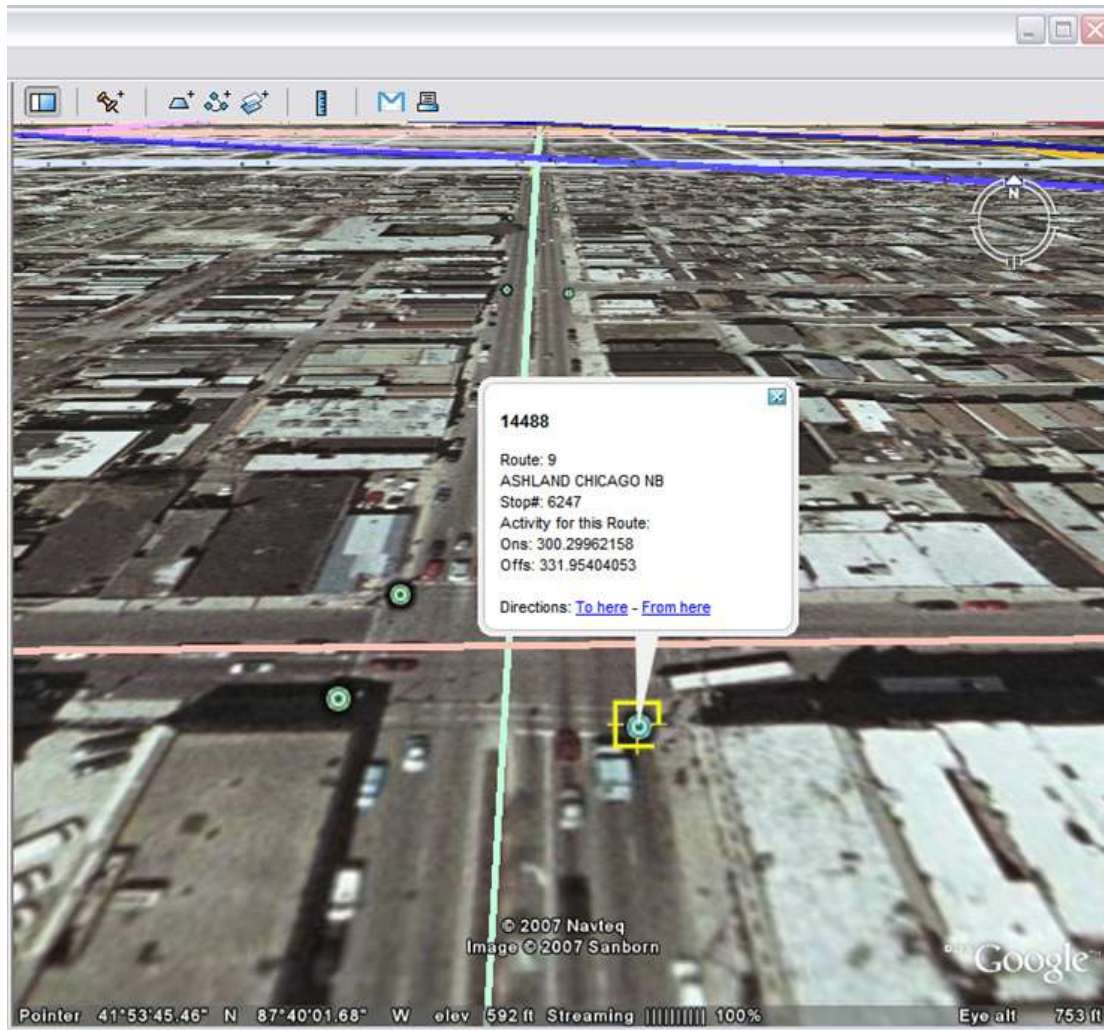 N
14488
Route: 9
ASHLAND CHICAGO NB
Stop#: 6247
Activity for this Route:
Ons: 300.29962158
Offs: 331.95404053
Directions: To here - From here
© 2007 Navteq
Image © 2007 Sanborn
Google
Pointer 41°53'45.46" N 87°40'01.68" W elev 592 ft Streaming |||||||||| 100% Eye alt 753 ft